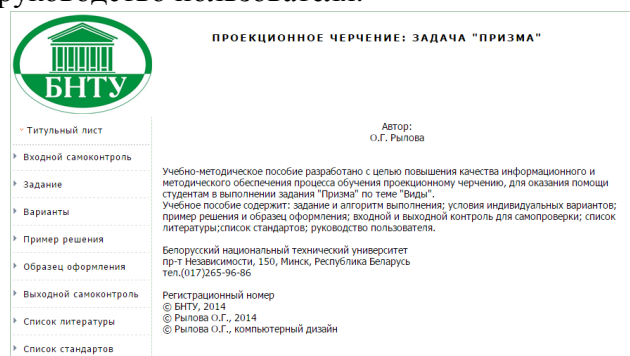 руководство пользователя.
ПРОЕКЦИОННОЕ ЧЕРЧЕНИЕ: ЗАДАЧА "ПРИЗМА"
БНТУ
Автор:
О.Г. Рылова
Титульный лист
Входной самоконтроль
Задание
Варианты
Пример решения
Образец оформления
Выходной самоконтроль
Список литературы
Список стандартов
Учебно-методическое пособие разработано с целью повышения качества информационного и
методического обеспечения процесса обучения проекционному черчению, для оказания помощи
студентам в выполнении задания "Призма" по теме "Виды".
Учебное пособие содержит: задание и алгоритм выполнения; условия индивидуальных вариантов;
пример решения и образец оформления; входной и выходной контроль для самопроверки; список
литературы;список стандартов; руководство пользователя.
Белорусский национальный технический университет
пр-т Независимости, 150, Минск, Республика Беларусь
тел.(017)265-96-86
Регистрационный номер
© БНТУ, 2014
© Рылова О.Г., 2014
© Рылова О.Г., компьютерный дизайн